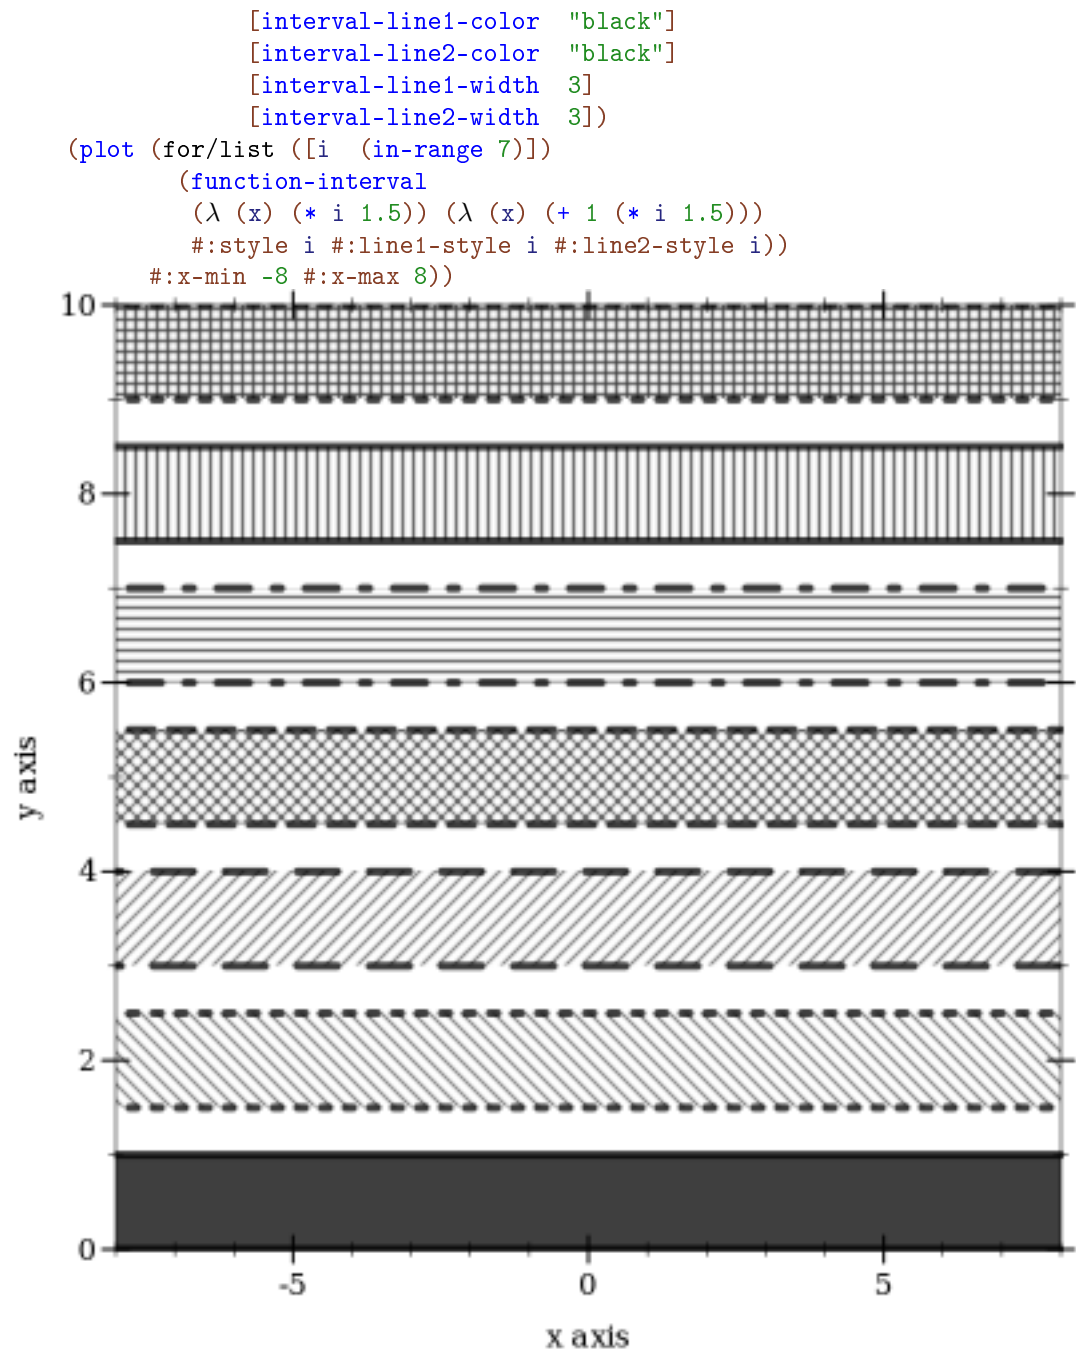 [interval-line1-color "black"]
[interval-line2-color "black"]
[interval-line1-width 3]
[interval-line2-width 3])
(plot (for/list ([i (in-range 7)])
(function-interval
(λ (x) (* i 1.5)) (λ (x) (+ 1 (* i 1.5)))
#:style i #:line1-style i #:line2-style i))
#:x-min -8 #:x-max 8))
10
8
6
y axis
4
2
0
-5 0 5
x axis